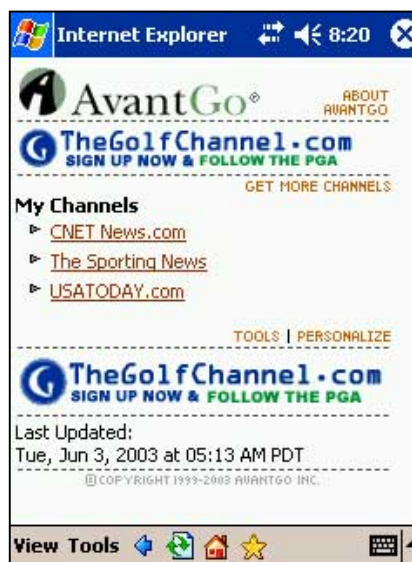 Internet Explorer 8:20
AvantGo®
ABOUT
AVANTGO
TheGolfChannel.com
SIGN UP NOW & FOLLOW THE PGA
GET MORE CHANNELS
My Channels
CNET News.com
The Sporting News
USATODAY.com
TOOLS | PERSONALIZE
TheGolfChannel.com
SIGN UP NOW & FOLLOW THE PGA
Last Updated:
Tue, Jun 3, 2003 at 05:13 AM PDT
© COPYRIGHT 1999-2003 AVANTGO INC.
View Tools